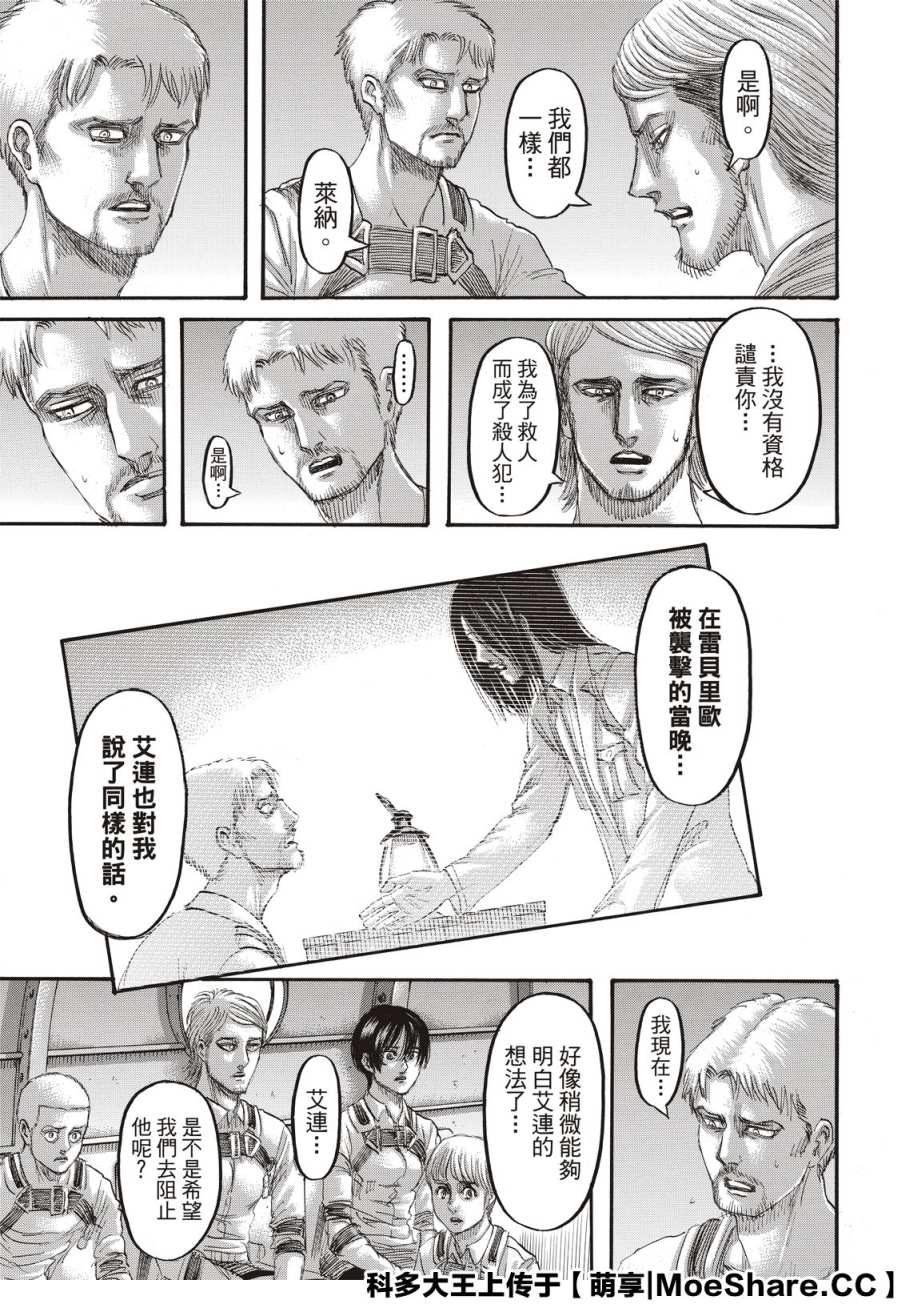 是啊。
我們都
一樣…
萊納。
…我沒有資格
譴責你…
我為了救人
而成了殺人犯…
………
是啊…
在雷貝里歐
被襲擊的當晚…
艾連也對我
說了同樣的話。
我現在…
好像稍微能夠
明白艾連的
想法了…
艾連…
是不是希望
我們去阻止
他呢？
科多大王上传于【萌享|MoeShare.CC】